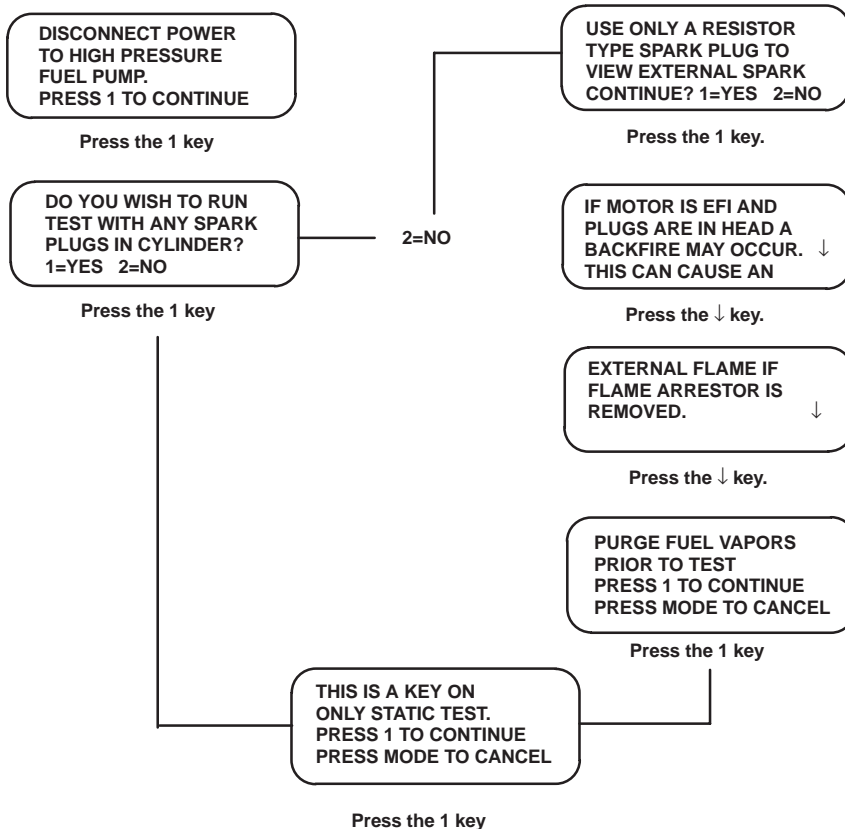 DISCONNECT POWER
TO HIGH PRESSURE
FUEL PUMP.
PRESS 1 TO CONTINUE
Press the 1 key
DO YOU WISH TO RUN
TEST WITH ANY SPARK
PLUGS IN CYLINDER?
1=YES 2=NO
Press the 1 key
2=NO
USE ONLY A RESISTOR
TYPE SPARK PLUG TO
VIEW EXTERNAL SPARK
CONTINUE? 1=YES 2=NO
Press the 1 key.
IF MOTOR IS EFI AND
PLUGS ARE IN HEAD A
BACKFIRE MAY OCCUR. ↓
THIS CAN CAUSE AN
Press the ↓ key.
EXTERNAL FLAME IF
FLAME ARRESTOR IS
REMOVED. ↓
Press the ↓ key.
PURGE FUEL VAPORS
PRIOR TO TEST
PRESS 1 TO CONTINUE
PRESS MODE TO CANCEL
Press the 1 key
THIS IS A KEY ON
ONLY STATIC TEST.
PRESS 1 TO CONTINUE
PRESS MODE TO CANCEL
Press the 1 key